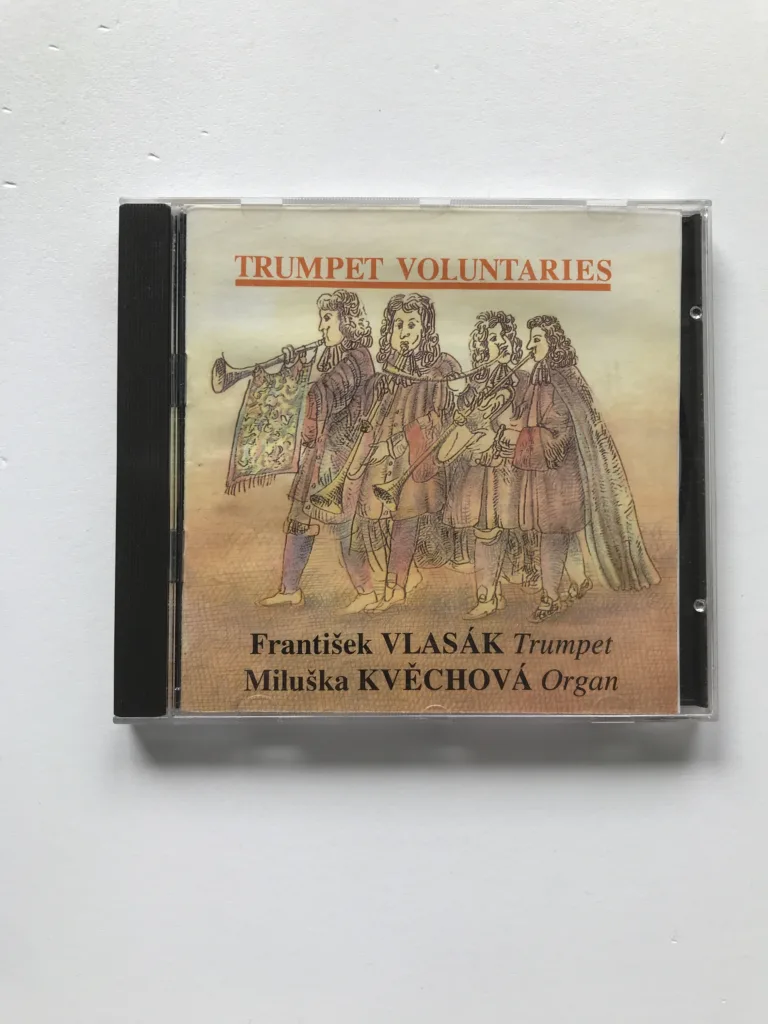 TRUMPET VOLUNTARIES
František VLASÁK Trumpet
Miluška KVĚCHOVÁ Organ